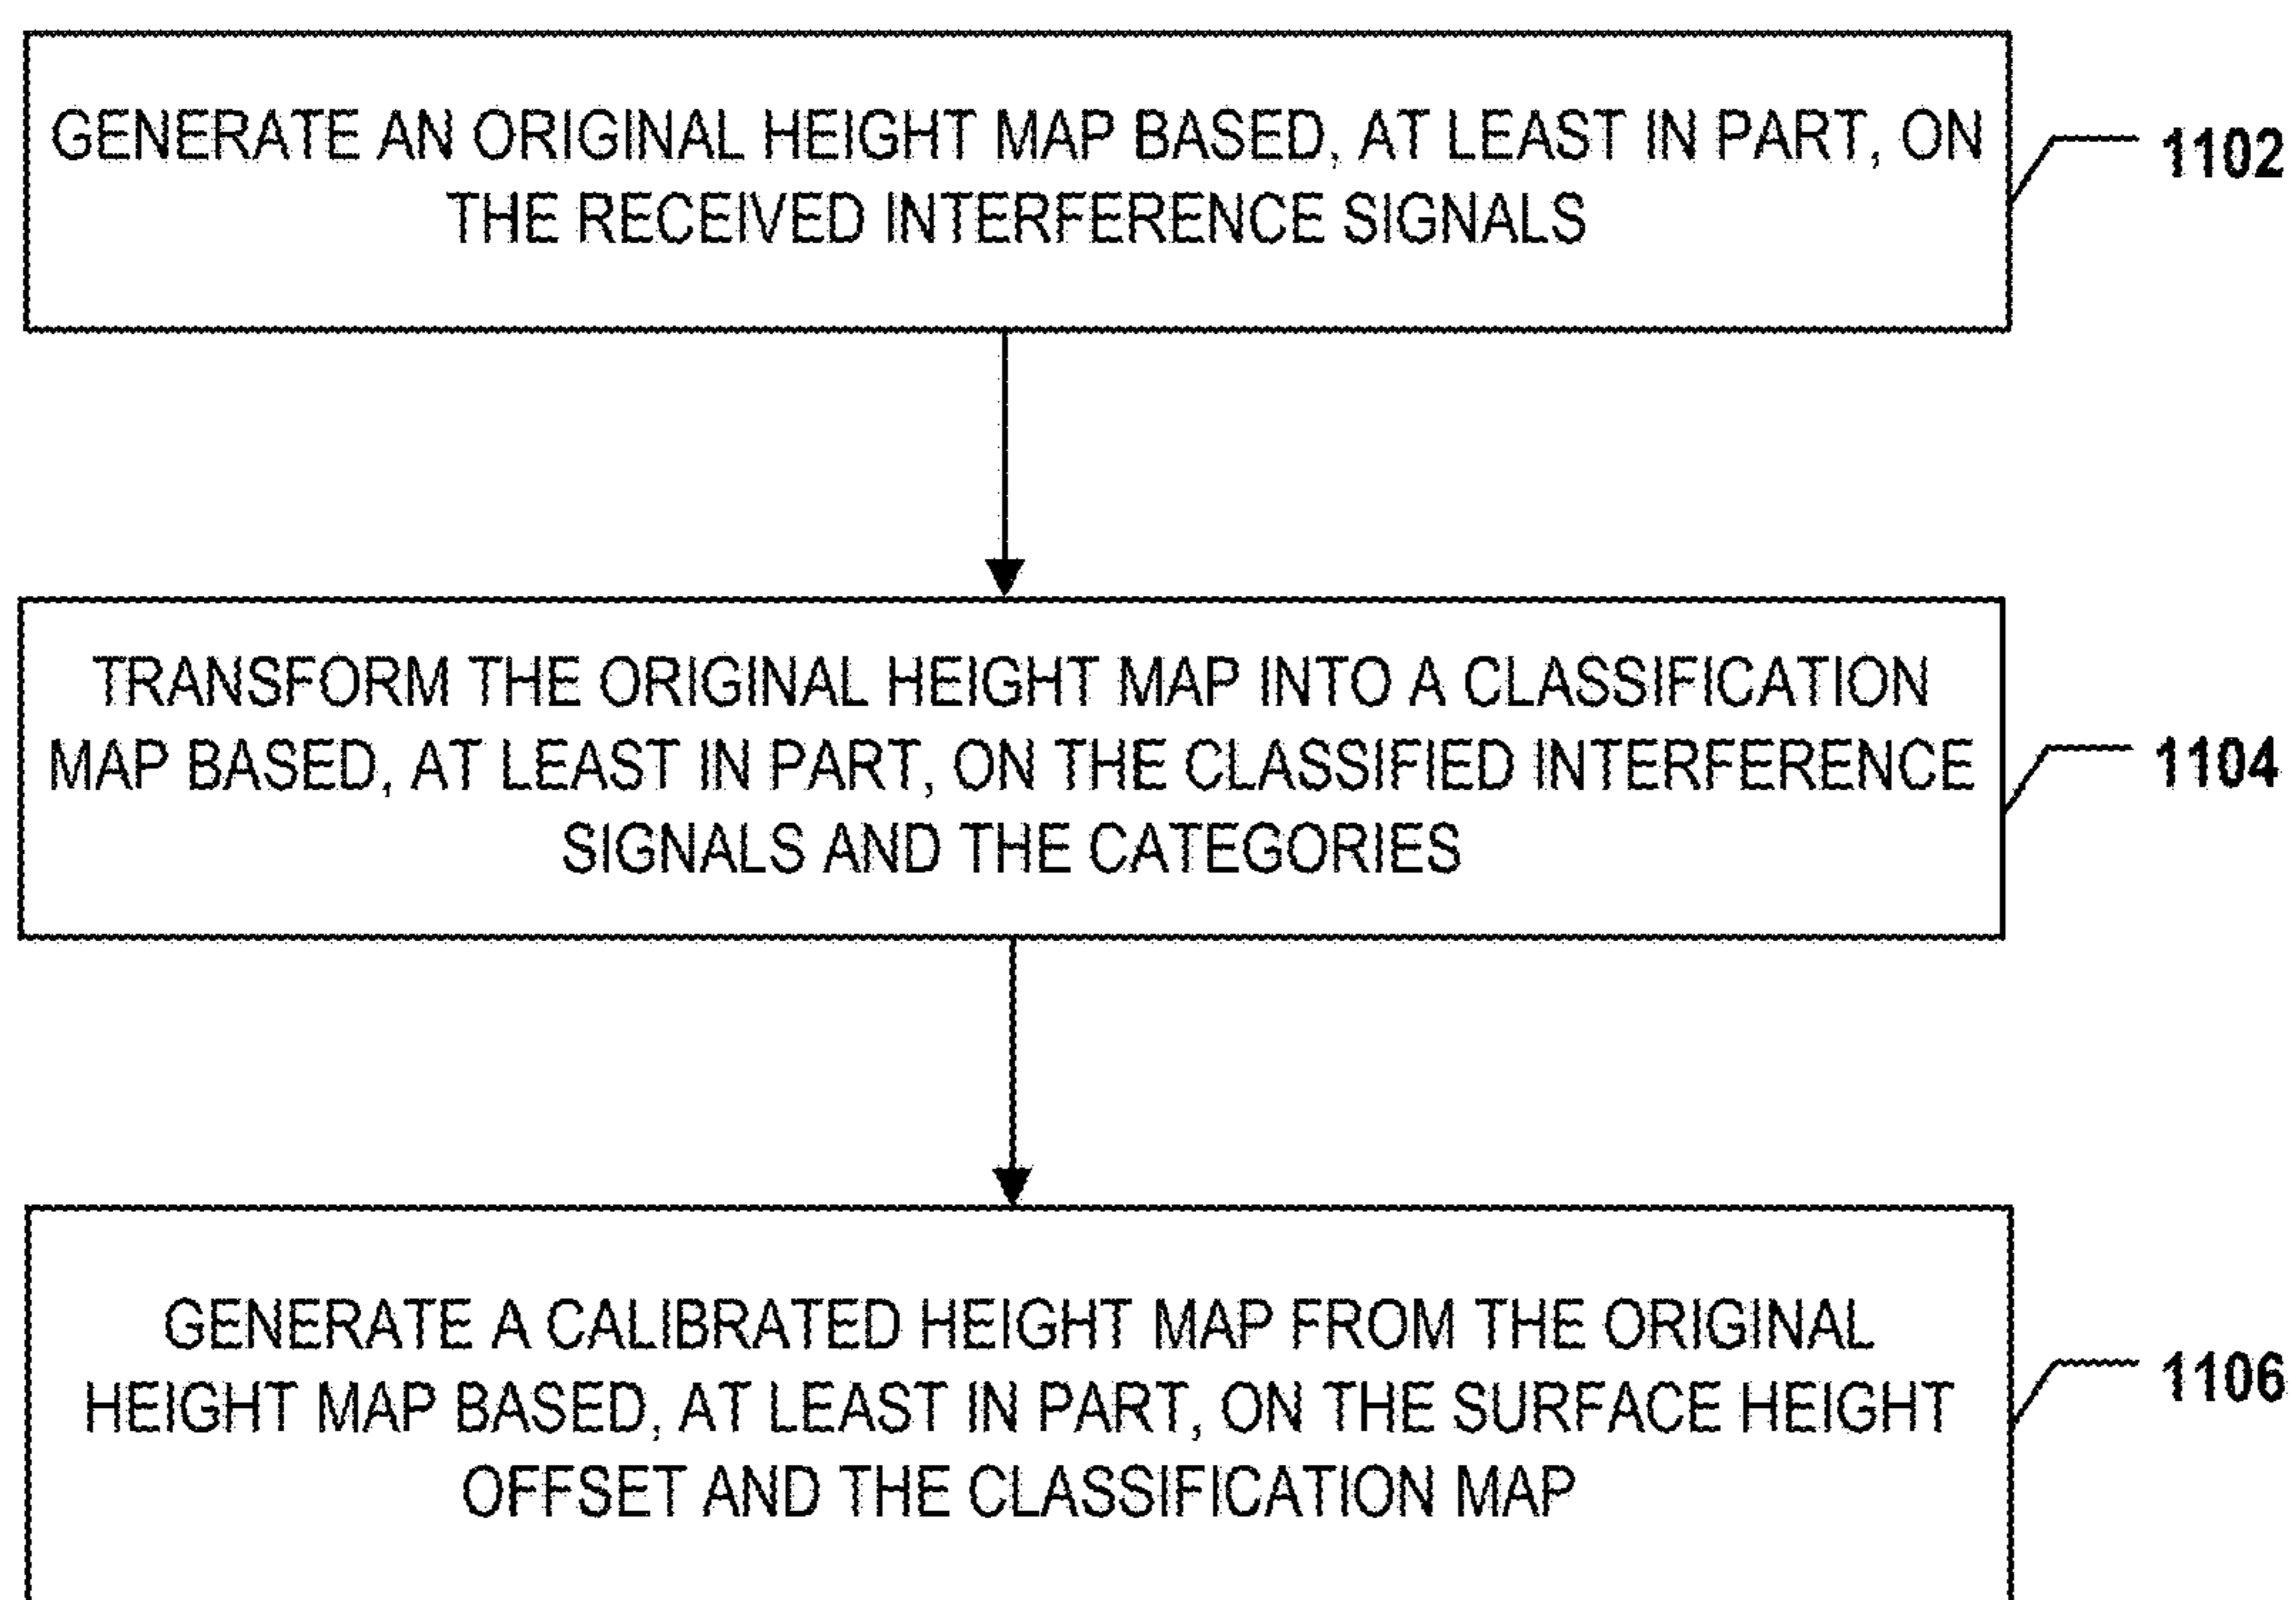 GENERATE AN ORIGINAL HEIGHT MAP BASED, AT LEAST IN PART, ON
THE RECEIVED INTERFERENCE SIGNALS
1102
TRANSFORM THE ORIGINAL HEIGHT MAP INTO A CLASSIFICATION
MAP BASED, AT LEAST IN PART, ON THE CLASSIFIED INTERFERENCE
SIGNALS AND THE CATEGORIES
1104
GENERATE A CALIBRATED HEIGHT MAP FROM THE ORIGINAL
HEIGHT MAP BASED, AT LEAST IN PART, ON THE SURFACE HEIGHT
OFFSET AND THE CLASSIFICATION MAP
1106